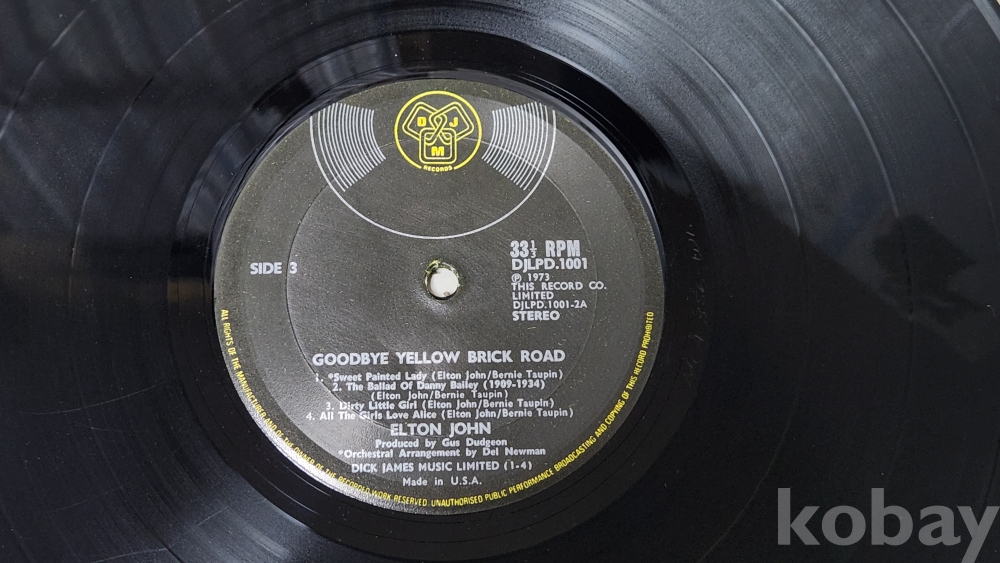 D J
M
RECORDS
33⅓ RPM
SIDE 3
DJLPD.1001
℗ 1973
THIS RECORD CO.
LIMITED
DJLPD.1001-2A
STEREO
GOODBYE YELLOW BRICK ROAD
1. *Sweet Painted Lady (Elton John/Bernie Taupin)
2. The Ballad Of Danny Bailey (1909-1934)
(Elton John/Bernie Taupin)
3. Dirty Little Girl (Elton John/Bernie Taupin)
4. All The Girls Love Alice (Elton John/Bernie Taupin)
ELTON JOHN
Produced by Gus Dudgeon
*Orchestral Arrangement by Del Newman
DICK JAMES MUSIC LIMITED (1-4)
Made in U.S.A.
ALL RIGHTS OF THE MANUFACTURER AND OF THE OWNER OF THE RECORDED WORK RESERVED. UNAUTHORISED PUBLIC PERFORMANCE BROADCASTING AND COPYING OF THIS RECORD PROHIBITED
kobay